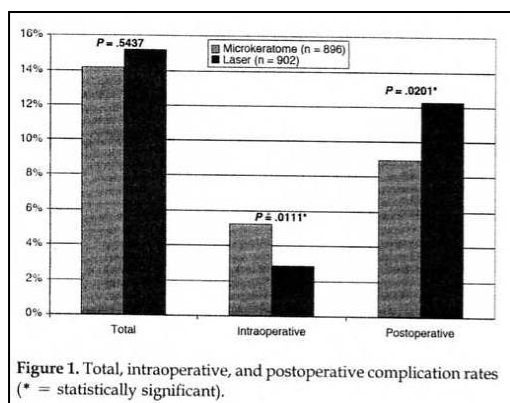 16%
14%
12%
10%
8%
6%
4%
2%
0%
P = .5437
Microkeratome (n = 896)
Laser (n = 902)
P = .0201*
P = .0111*
Total
Intraoperative
Postoperative
Figure 1. Total, intraoperative, and postoperative complication rates
(* = statistically significant).